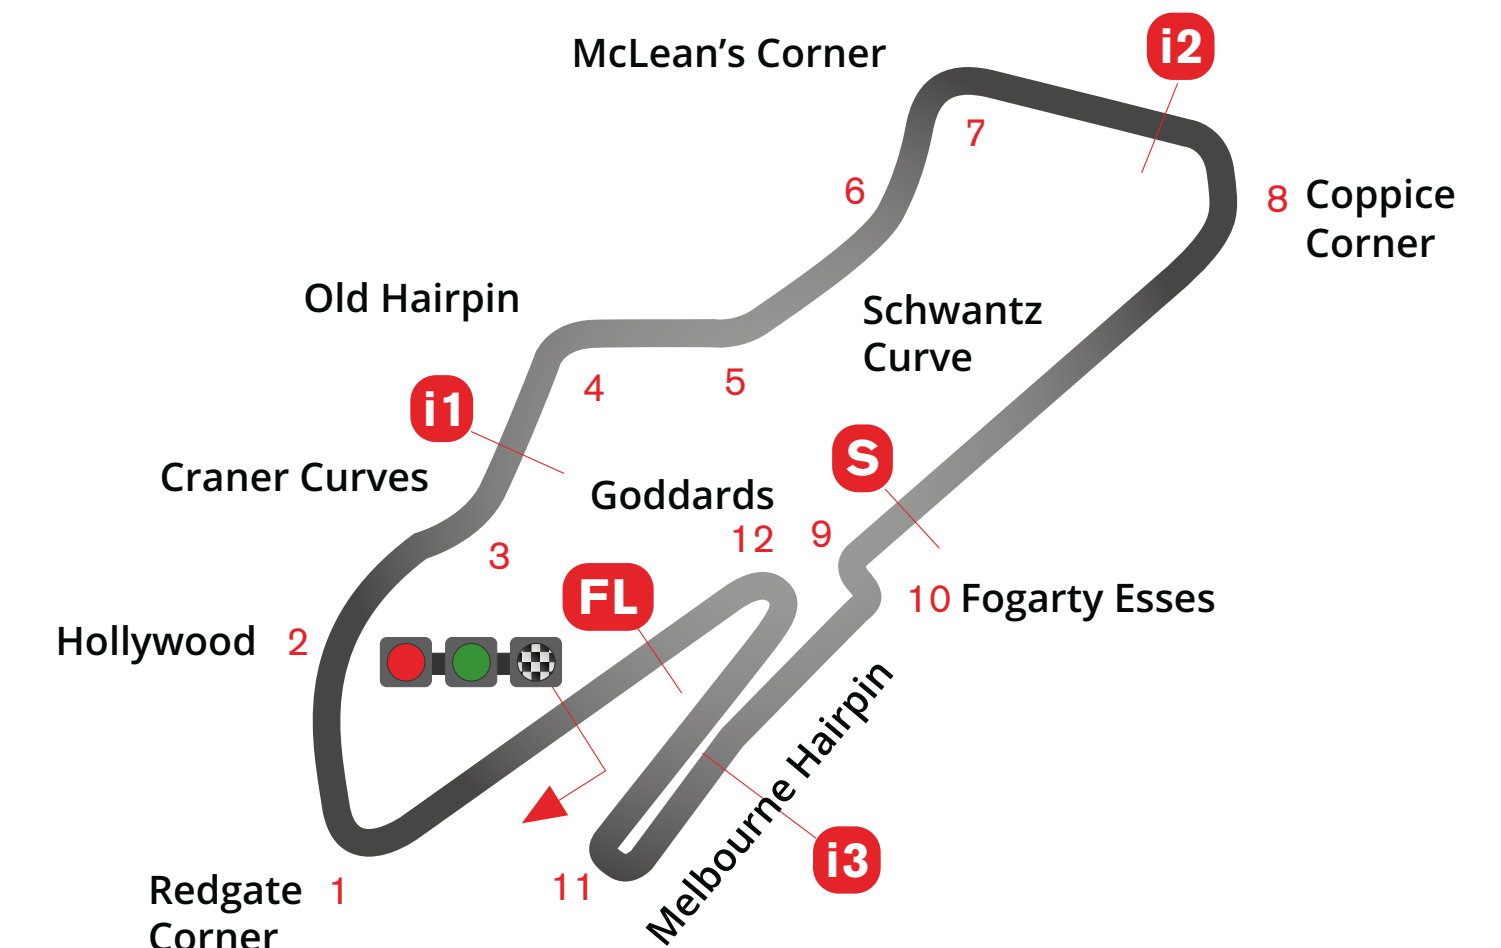 McLean’s Corner
i2
7
6
8 Coppice
Corner
Old Hairpin
Schwantz
Curve
4
5
i1
S
Craner Curves
Goddards
12
9
3
FL
10 Fogarty Esses
Hollywood 2
Melbourne Hairpin
i3
11
Redgate 1
Corner